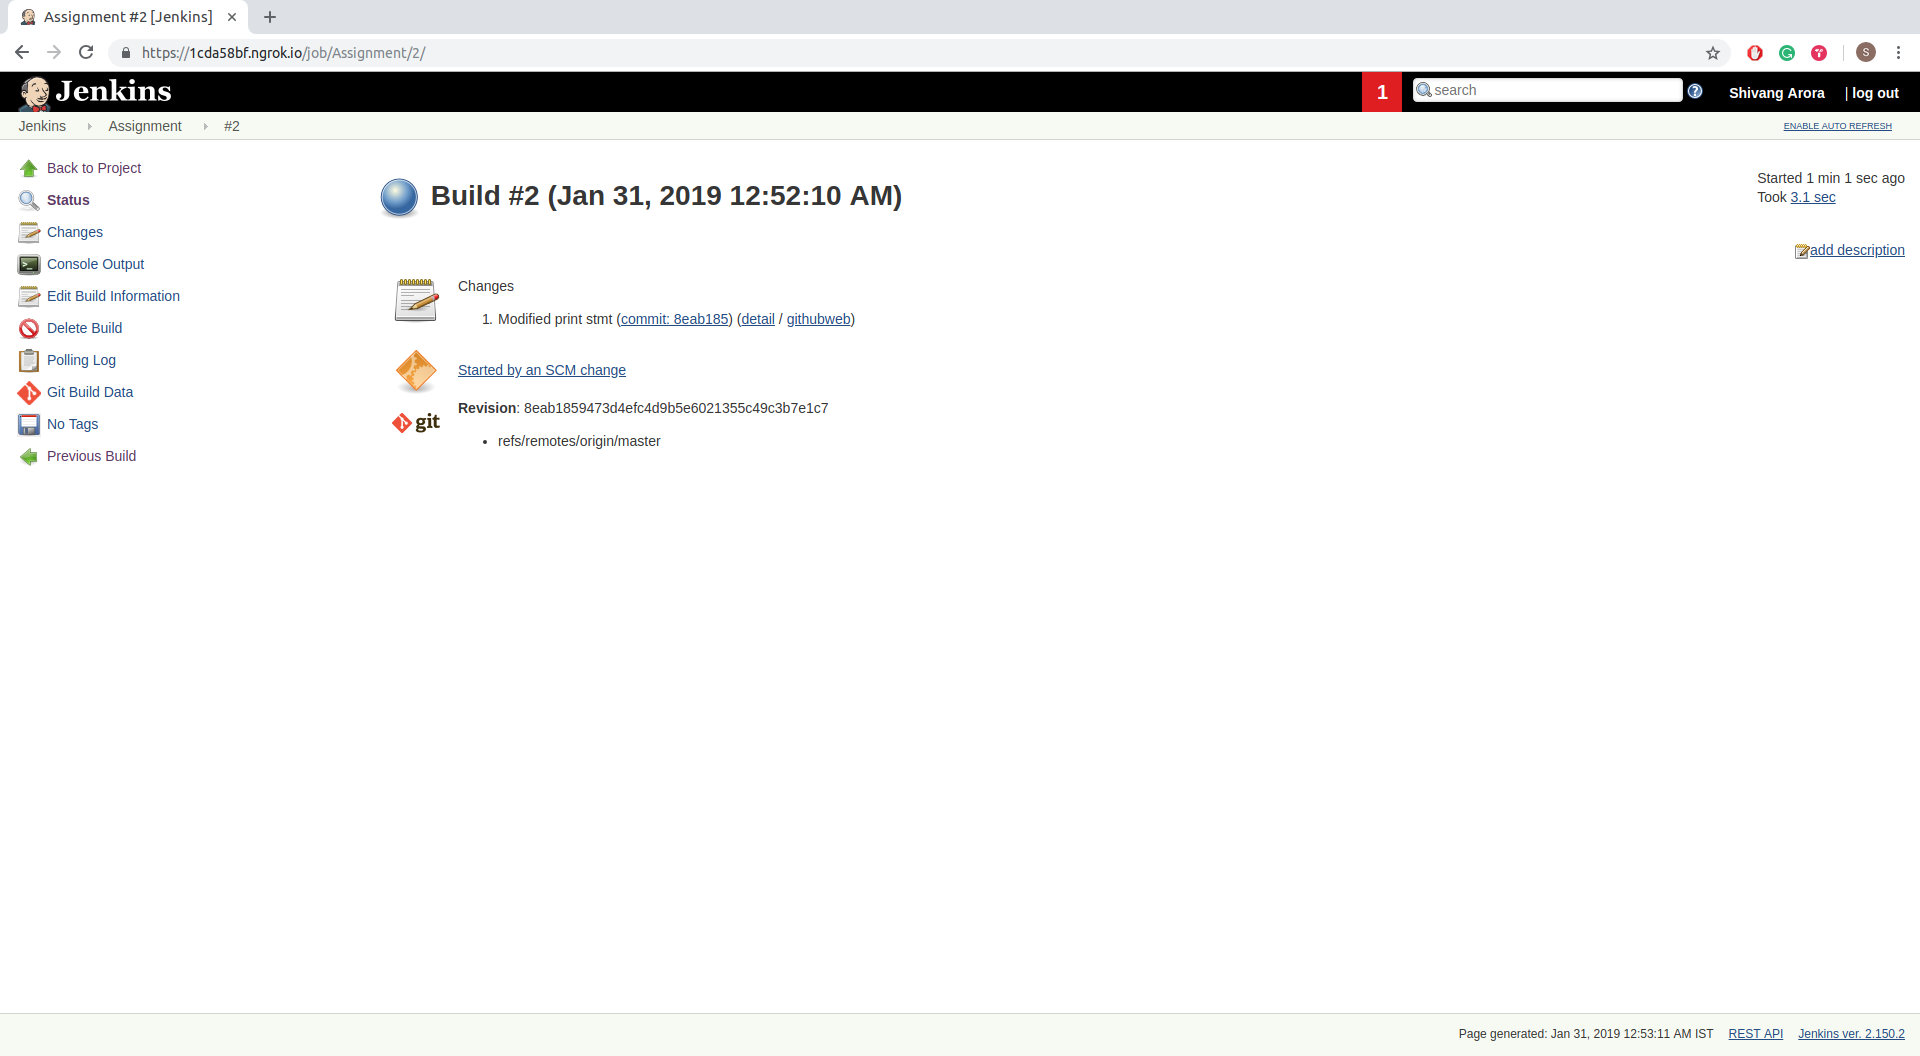 Assignment #2 [Jenkins]
https://1cda58bf.ngrok.io/job/Assignment/2/
S
Jenkins
1
search
?
Shivang Arora
| log out
Jenkins
Assignment
#2
ENABLE AUTO REFRESH
Back to Project
Status
Changes
Console Output
Edit Build Information
Delete Build
Polling Log
Git Build Data
No Tags
Previous Build
Build #2 (Jan 31, 2019 12:52:10 AM)
Started 1 min 1 sec ago
Took 3.1 sec
add description
Changes
1. Modified print stmt (commit: 8eab185) (detail / githubweb)
Started by an SCM change
git
Revision: 8eab1859473d4efc4d9b5e6021355c49c3b7e1c7
• refs/remotes/origin/master
Page generated: Jan 31, 2019 12:53:11 AM IST
REST API
Jenkins ver. 2.150.2